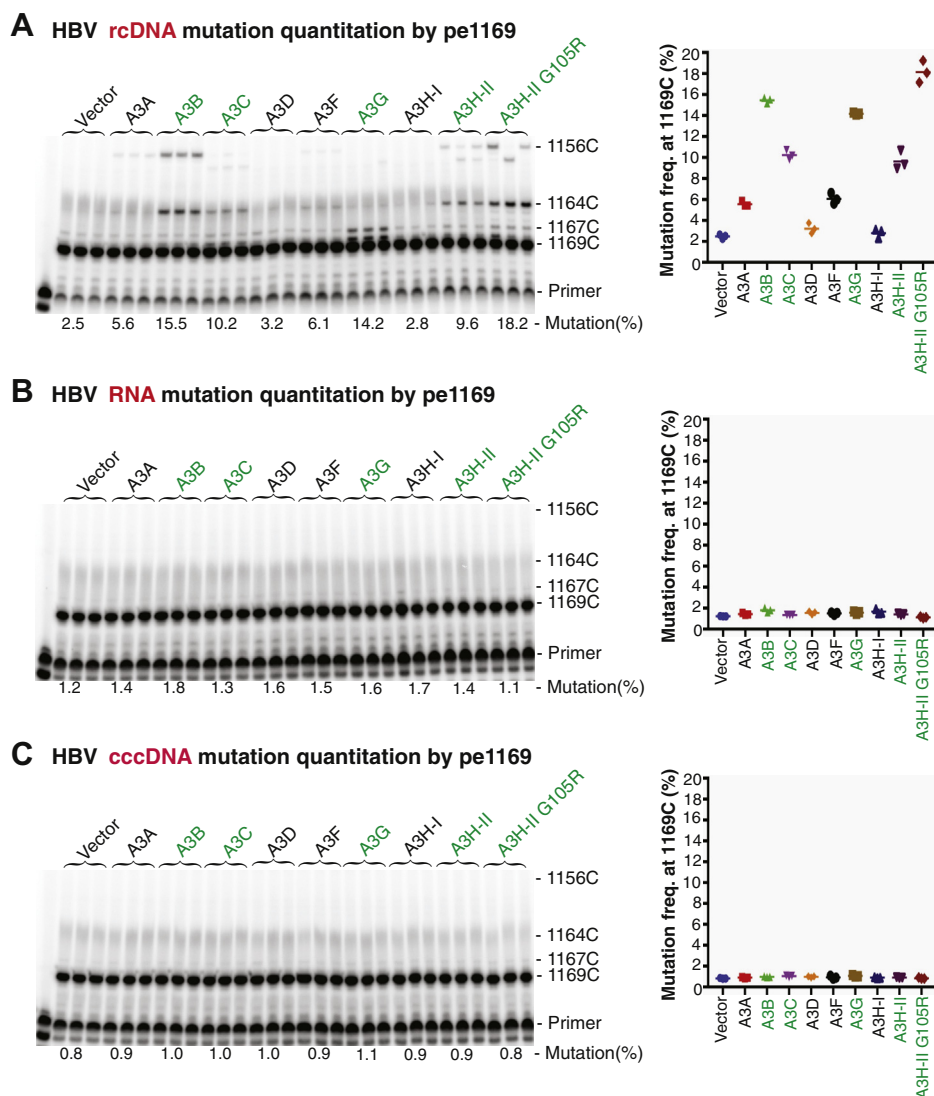 A HBV rcDNA mutation quantitation by pe1169
Vector A3A A3B A3C A3D A3F A3G A3H-I A3H-II A3H-II G105R
- 1156C
- 1164C
- 1167C
- 1169C
- Primer
2.5% 5.6% 15.5% 10.2% 3.2% 6.1% 14.2% 2.8% 9.6% 18.2% - Mutation(%)
Mutation freq. at 1169C (%)
20
18
16
14
12
10
8
6
4
2
0
Vector A3A A3B A3C A3D A3F A3G A3H-I A3H-II A3H-II G105R
B HBV RNA mutation quantitation by pe1169
Vector A3A A3B A3C A3D A3F A3G A3H-I A3H-II A3H-II G105R
- 1156C
- 1164C
- 1167C
- 1169C
- Primer
1.2% 1.4% 1.8% 1.3% 1.6% 1.5% 1.6% 1.7% 1.4% 1.1% - Mutation(%)
Mutation freq. at 1169C (%)
20
18
16
14
12
10
8
6
4
2
0
Vector A3A A3B A3C A3D A3F A3G A3H-I A3H-II A3H-II G105R
C HBV cccDNA mutation quantitation by pe1169
Vector A3A A3B A3C A3D A3F A3G A3H-I A3H-II A3H-II G105R
- 1156C
- 1164C
- 1167C
- 1169C
- Primer
0.8% 0.9% 1.0% 1.0% 1.0% 0.9% 1.1% 0.9% 0.9% 0.8% - Mutation(%)
Mutation freq. at 1169C (%)
20
18
16
14
12
10
8
6
4
2
0
Vector A3A A3B A3C A3D A3F A3G A3H-I A3H-II A3H-II G105R